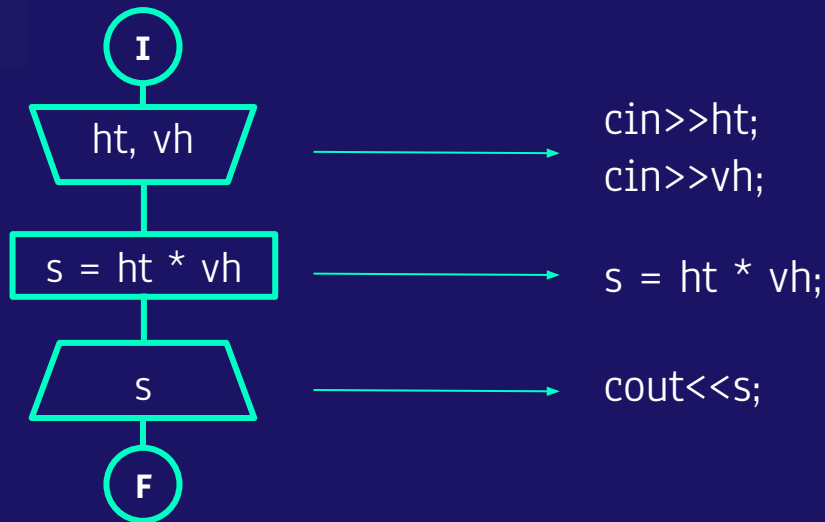 I
ht, vh
cin>>ht;
cin>>vh;
s = ht * vh
s = ht * vh;
s
cout<<s;
F